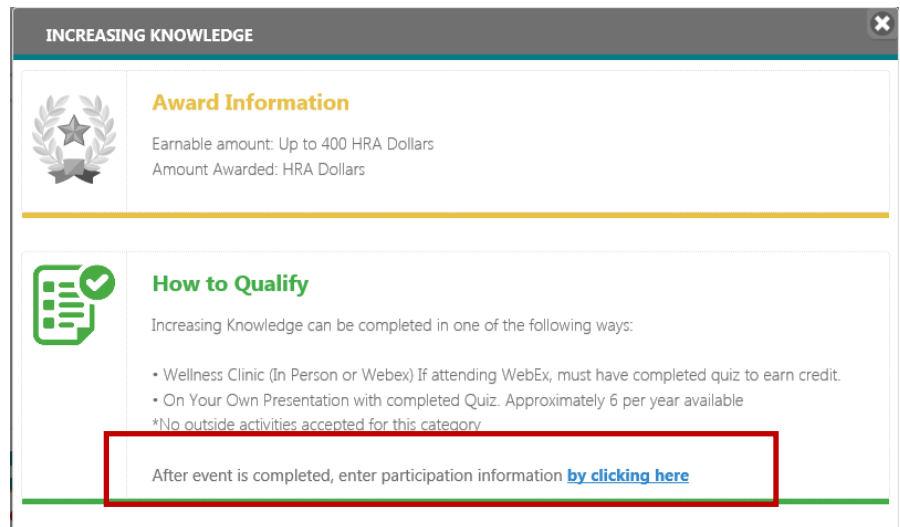 INCREASING KNOWLEDGE
Award Information
Earnable amount: Up to 400 HRA Dollars
Amount Awarded: HRA Dollars
How to Qualify
Increasing Knowledge can be completed in one of the following ways:
• Wellness Clinic (In Person or Webex) If attending WebEx, must have completed quiz to earn credit.
• On Your Own Presentation with completed Quiz. Approximately 6 per year available
*No outside activities accepted for this category
After event is completed, enter participation information by clicking here